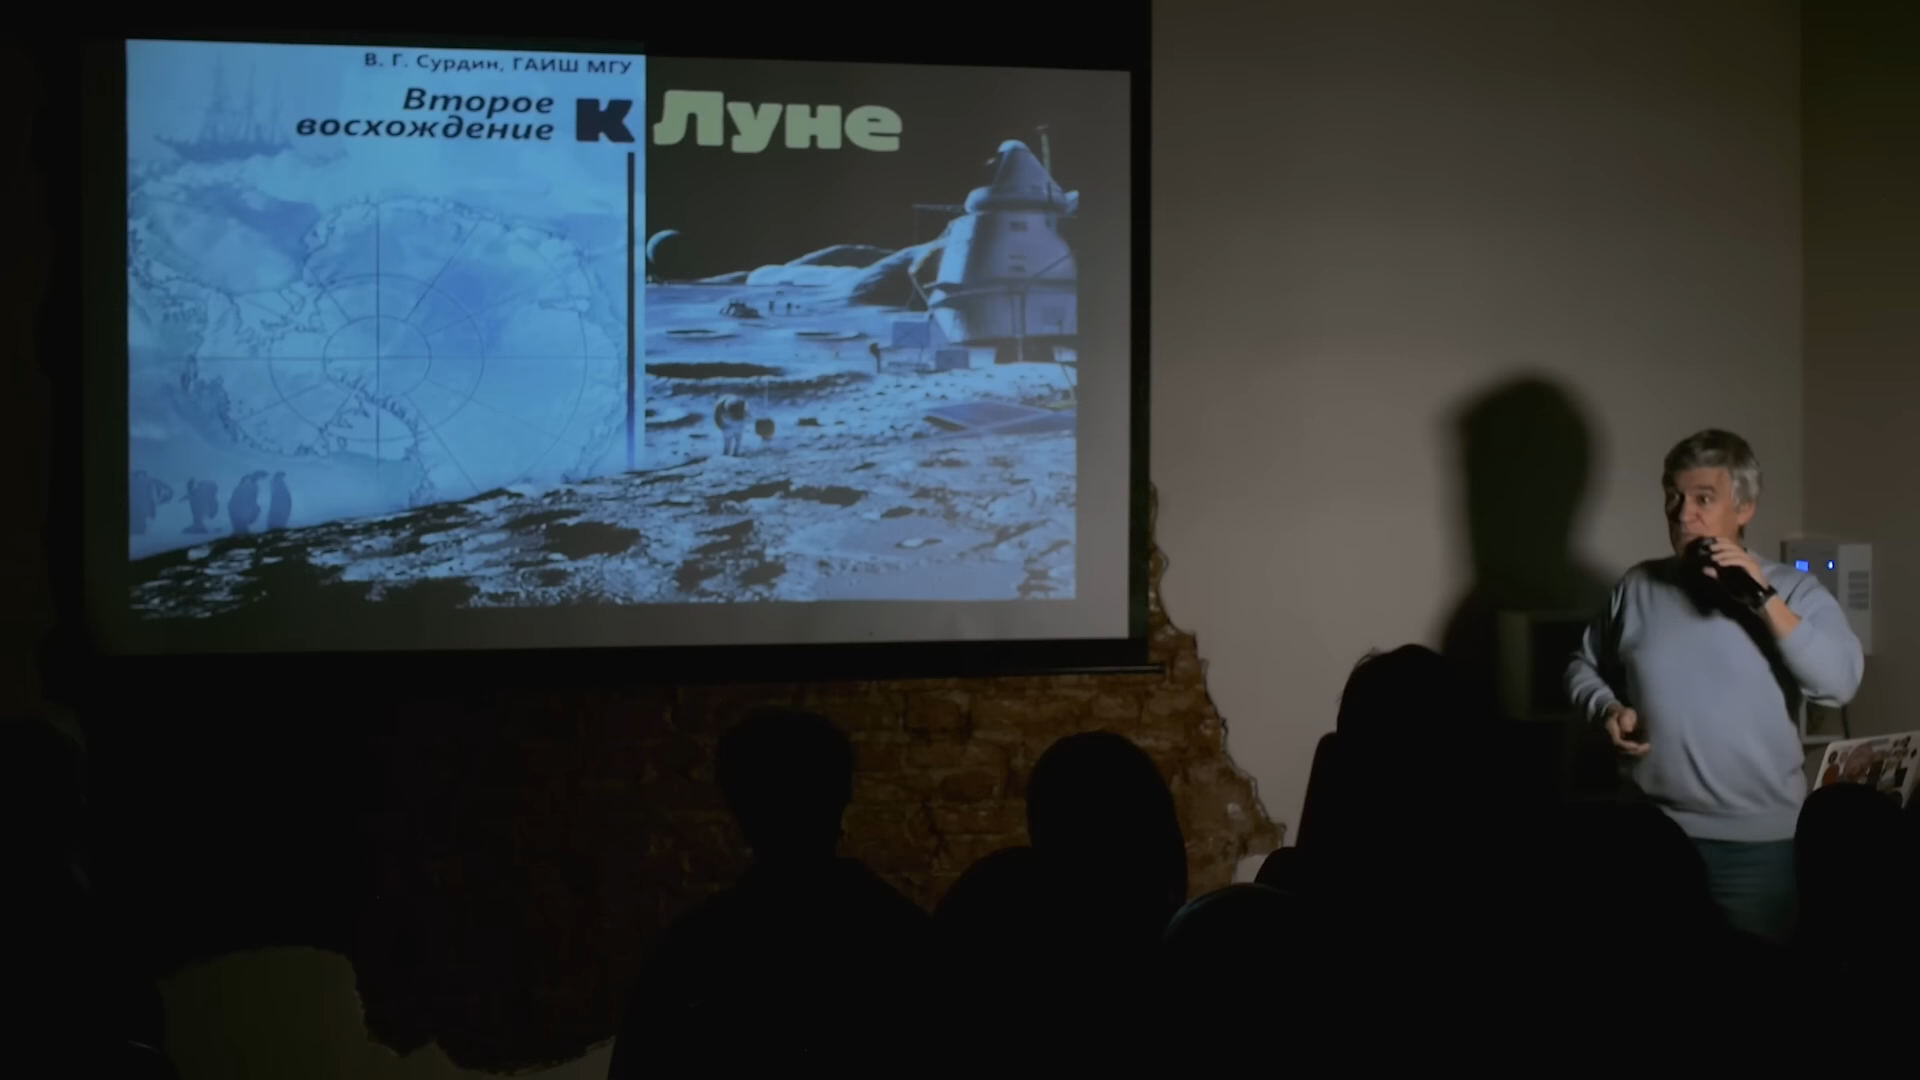 В. Г. Сурдин, ГАИШ МГУ
Второе
восхождение к Луне